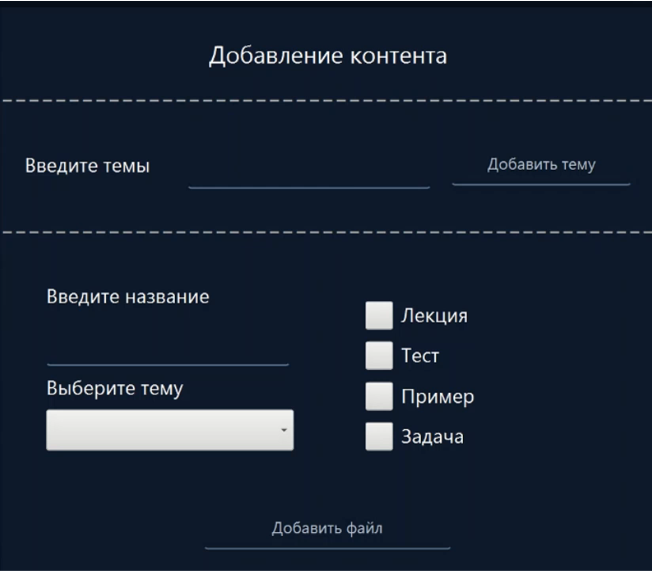 Добавление контента
Введите темы
Добавить тему
Введите название
Выберите тему
Лекция
Тест
Пример
Задача
Добавить файл